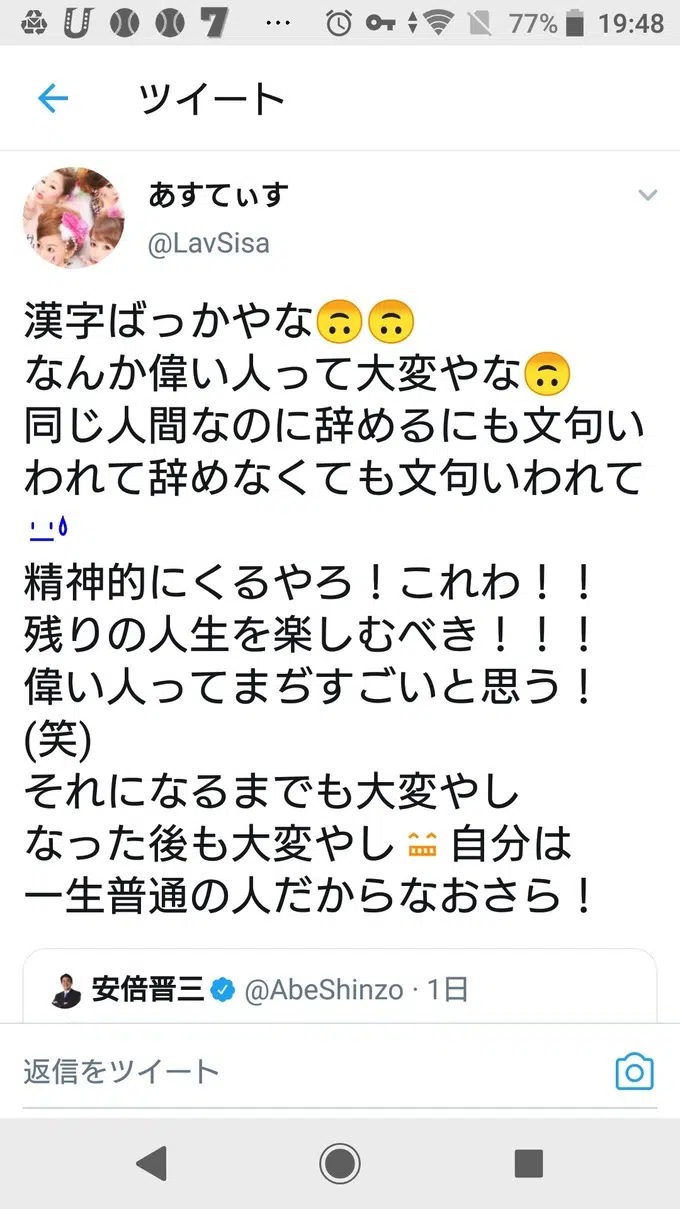 77% 19:48
ツイート
あすてぃす
@LavSisa
漢字ばっかやな🙃🙃
なんか偉い人って大変やな🙃
同じ人間なのに辞めるにも文句い
われて辞めなくても文句いわれて
精神的にくるやろ！これわ！！
残りの人生を楽しむべき！！！
偉い人ってまぢすごいと思う！
(笑)
それになるまでも大変やし
なった後も大変やし 自分は
一生普通の人だからなおさら！
安倍晋三 @AbeShinzo · 1日
返信をツイート